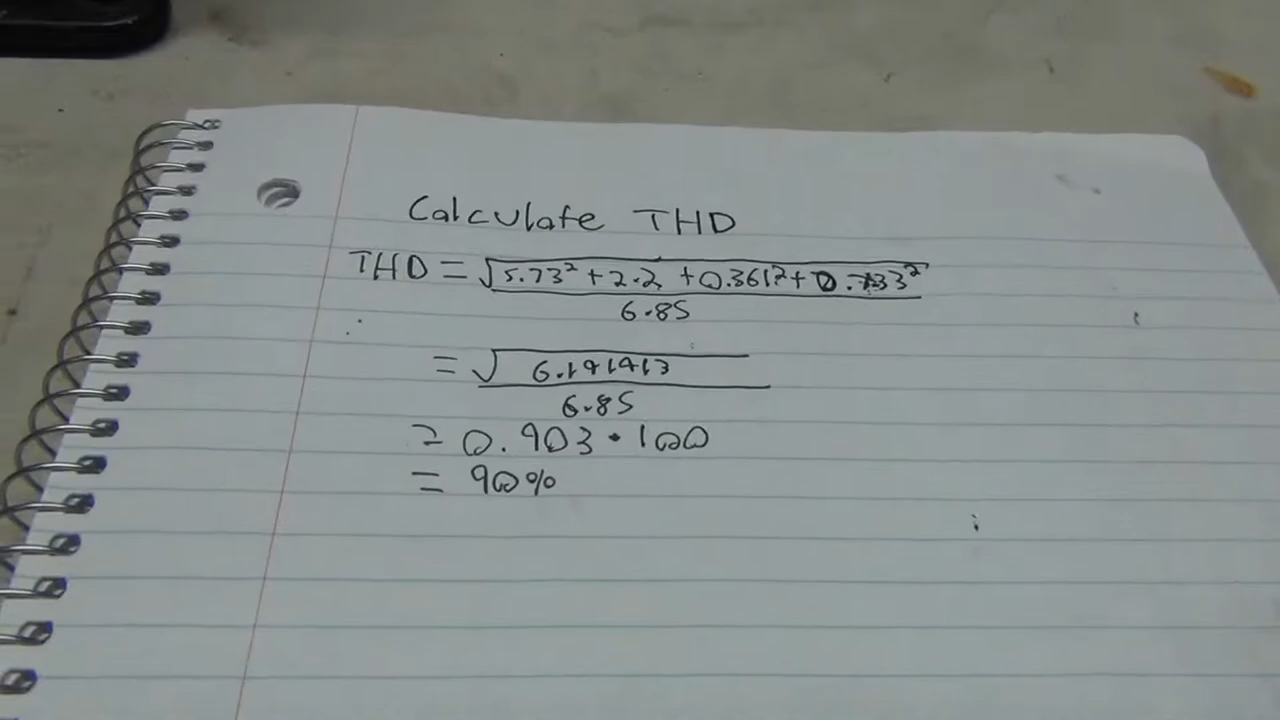 Calculate THD
THD = √5.73² + 2.2 + 0.361² + 0.733²
6.85
= √6.191913
6.85
= 0.903 · 100
= 90%